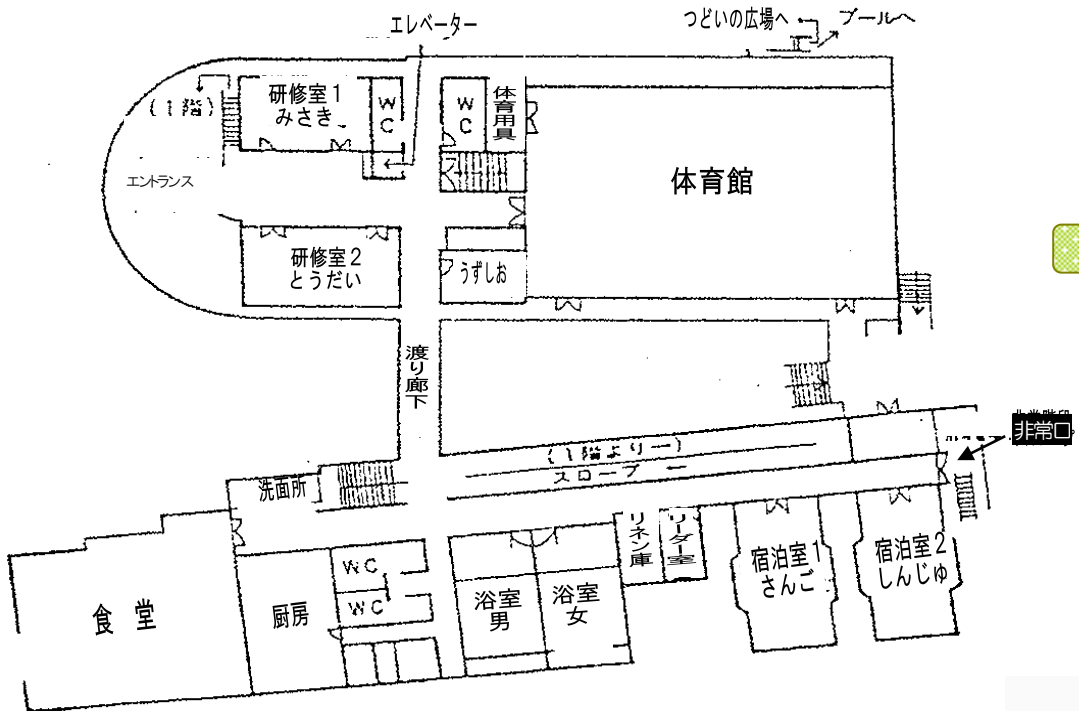 エレベーター
つどいの広場へ
プールへ
(1階)
研修室1
みさき
WC
WC
体育用具
体育館
エントランス
研修室2
とうだい
うずしお
渡り廊下
(1階よりー)
スロープ
非常口
洗面所
リネン庫
リーダー室
宿泊室1
さんご
宿泊室2
しんじゅ
食堂
厨房
WC
WC
浴室
男
浴室
女